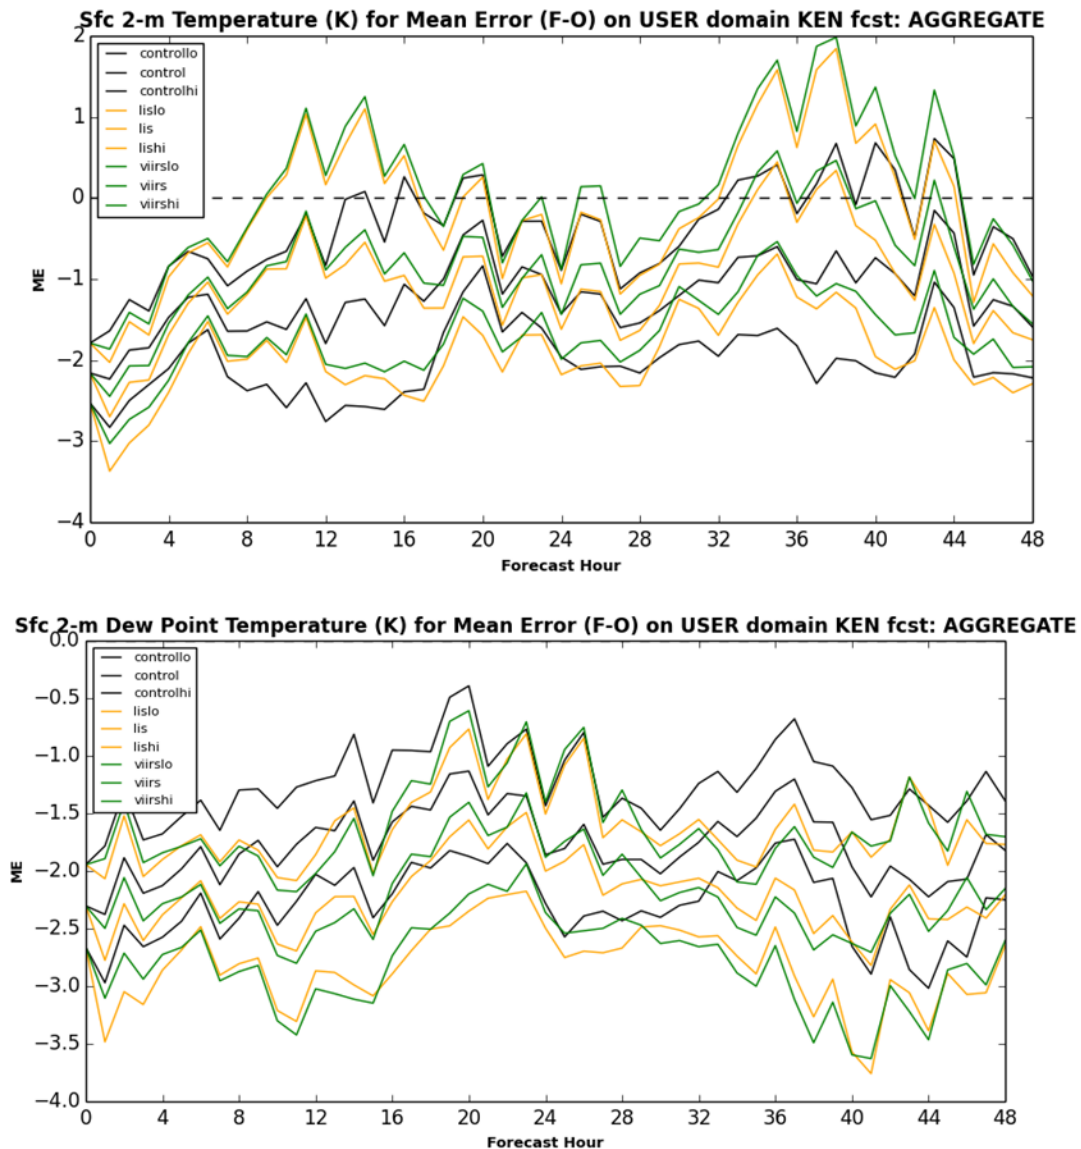 Sfc 2-m Temperature (K) for Mean Error (F-O) on USER domain KEN fcst: AGGREGATE
2
1
0
−1
−2
−3
−4
ME
controllo
control
controlhi
lislo
lis
lishi
viirslo
viirs
viirshi
0 4 8 12 16 20 24 28 32 36 40 44 48
Forecast Hour
Sfc 2-m Dew Point Temperature (K) for Mean Error (F-O) on USER domain KEN fcst: AGGREGATE
0.0
−0.5
−1.0
−1.5
−2.0
−2.5
−3.0
−3.5
−4.0
ME
controllo
control
controlhi
lislo
lis
lishi
viirslo
viirs
viirshi
0 4 8 12 16 20 24 28 32 36 40 44 48
Forecast Hour